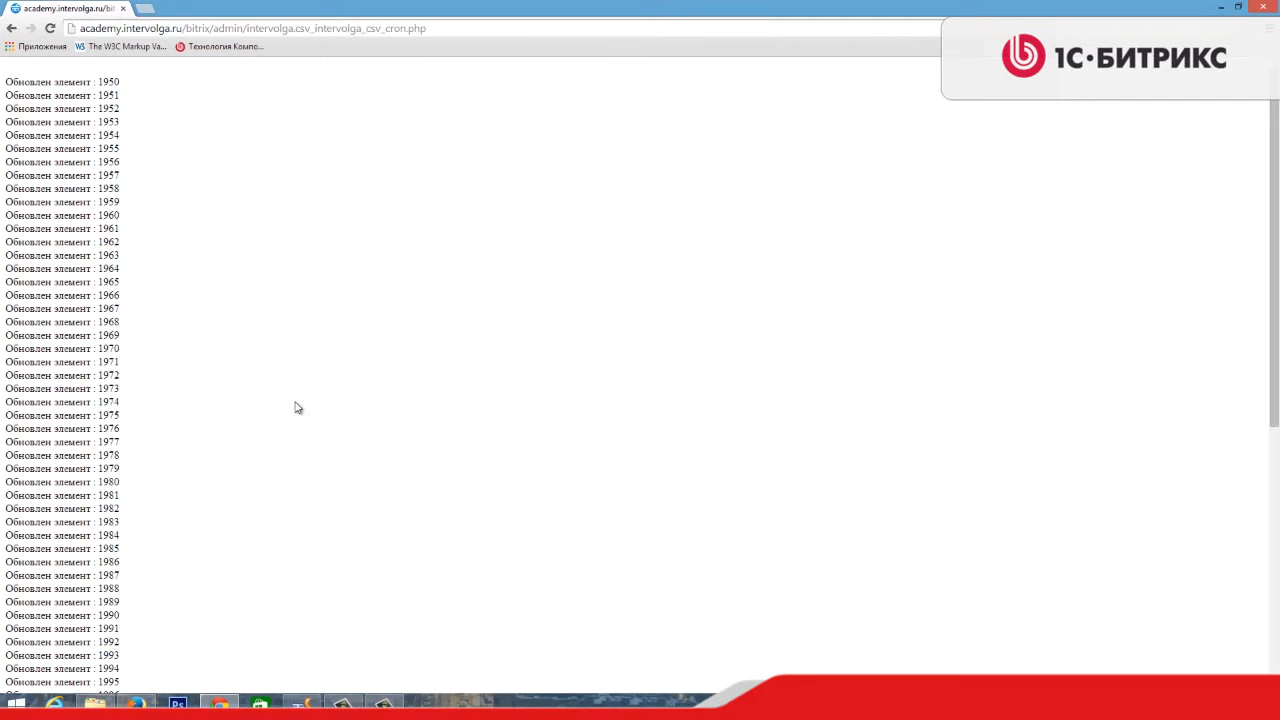 academy.intervolga.ru/bit
academy.intervolga.ru/bitrix/admin/intervolga.csv_intervolga_csv_cron.php
Приложения
The W3C Markup Va...
Технология Компо...
1С•БИТРИКС
Обновлен элемент : 1950
Обновлен элемент : 1951
Обновлен элемент : 1952
Обновлен элемент : 1953
Обновлен элемент : 1954
Обновлен элемент : 1955
Обновлен элемент : 1956
Обновлен элемент : 1957
Обновлен элемент : 1958
Обновлен элемент : 1959
Обновлен элемент : 1960
Обновлен элемент : 1961
Обновлен элемент : 1962
Обновлен элемент : 1963
Обновлен элемент : 1964
Обновлен элемент : 1965
Обновлен элемент : 1966
Обновлен элемент : 1967
Обновлен элемент : 1968
Обновлен элемент : 1969
Обновлен элемент : 1970
Обновлен элемент : 1971
Обновлен элемент : 1972
Обновлен элемент : 1973
Обновлен элемент : 1974
Обновлен элемент : 1975
Обновлен элемент : 1976
Обновлен элемент : 1977
Обновлен элемент : 1978
Обновлен элемент : 1979
Обновлен элемент : 1980
Обновлен элемент : 1981
Обновлен элемент : 1982
Обновлен элемент : 1983
Обновлен элемент : 1984
Обновлен элемент : 1985
Обновлен элемент : 1986
Обновлен элемент : 1987
Обновлен элемент : 1988
Обновлен элемент : 1989
Обновлен элемент : 1990
Обновлен элемент : 1991
Обновлен элемент : 1992
Обновлен элемент : 1993
Обновлен элемент : 1994
Обновлен элемент : 1995